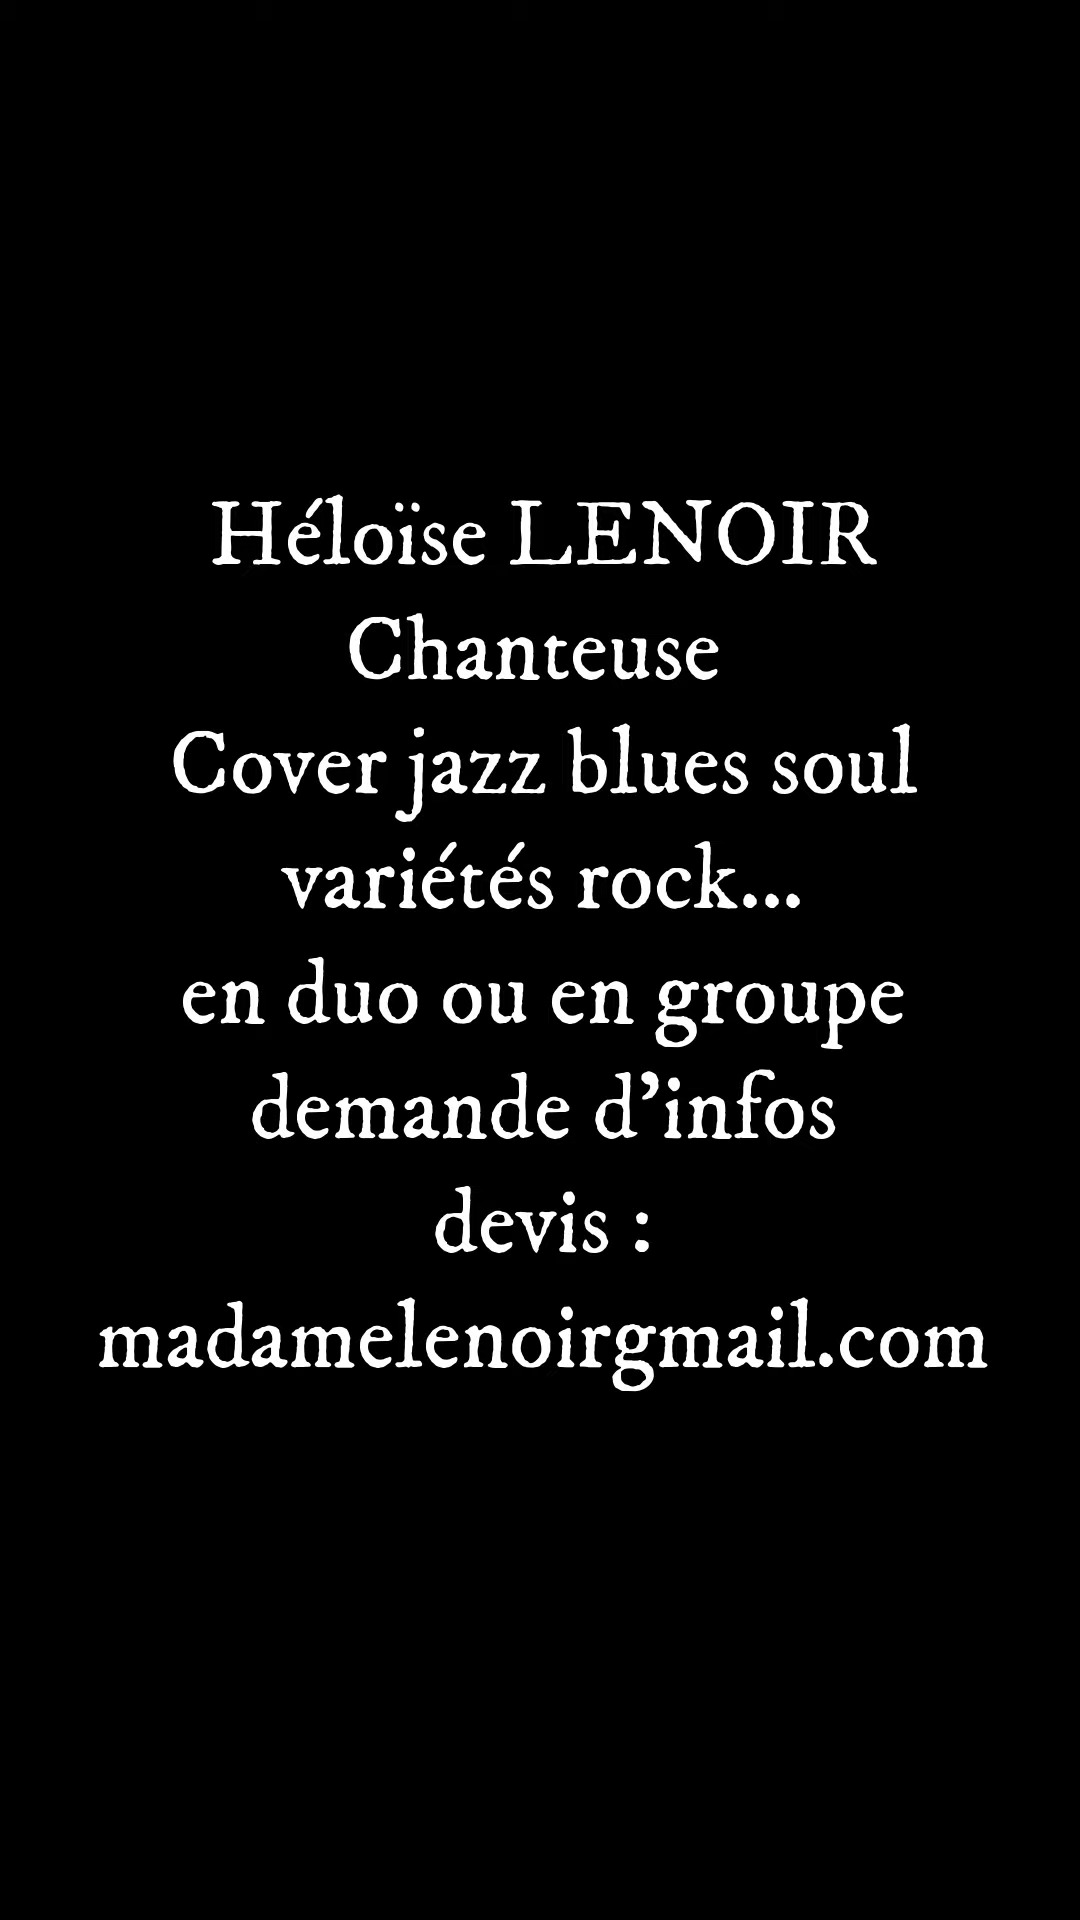 Héloïse LENOIR
Chanteuse
Cover jazz blues soul
variétés rock...
en duo ou en groupe
demande d'infos
devis :
madamelenoirgmail.com